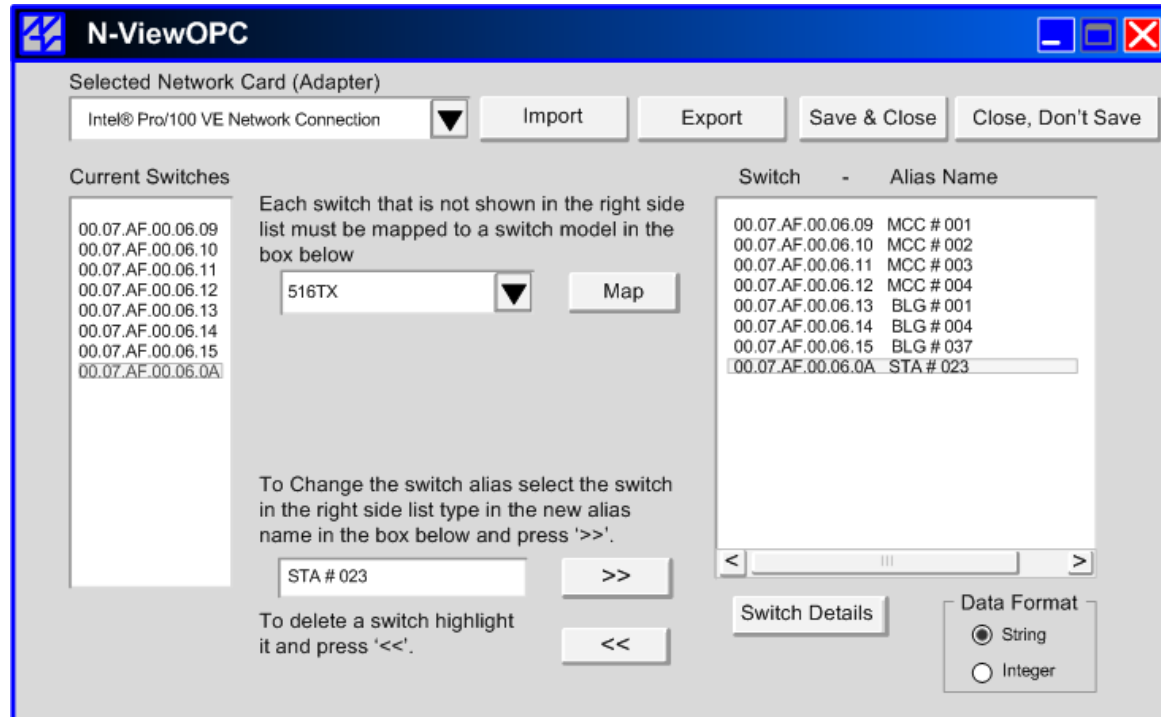 N-ViewOPC
Selected Network Card (Adapter)
Intel® Pro/100 VE Network Connection
Import
Export
Save & Close
Close, Don't Save
Current Switches
00.07.AF.00.06.09
00.07.AF.00.06.10
00.07.AF.00.06.11
00.07.AF.00.06.12
00.07.AF.00.06.13
00.07.AF.00.06.14
00.07.AF.00.06.15
00.07.AF.00.06.0A
Each switch that is not shown in the right side
list must be mapped to a switch model in the
box below
516TX
Map
To Change the switch alias select the switch
in the right side list type in the new alias
name in the box below and press '>>'.
STA # 023
>>
To delete a switch highlight
it and press '<<'.
<<
Switch - Alias Name
00.07.AF.00.06.09 MCC # 001
00.07.AF.00.06.10 MCC # 002
00.07.AF.00.06.11 MCC # 003
00.07.AF.00.06.12 MCC # 004
00.07.AF.00.06.13 BLG # 001
00.07.AF.00.06.14 BLG # 004
00.07.AF.00.06.15 BLG # 037
00.07.AF.00.06.0A STA # 023
< >
Switch Details
Data Format
String
Integer